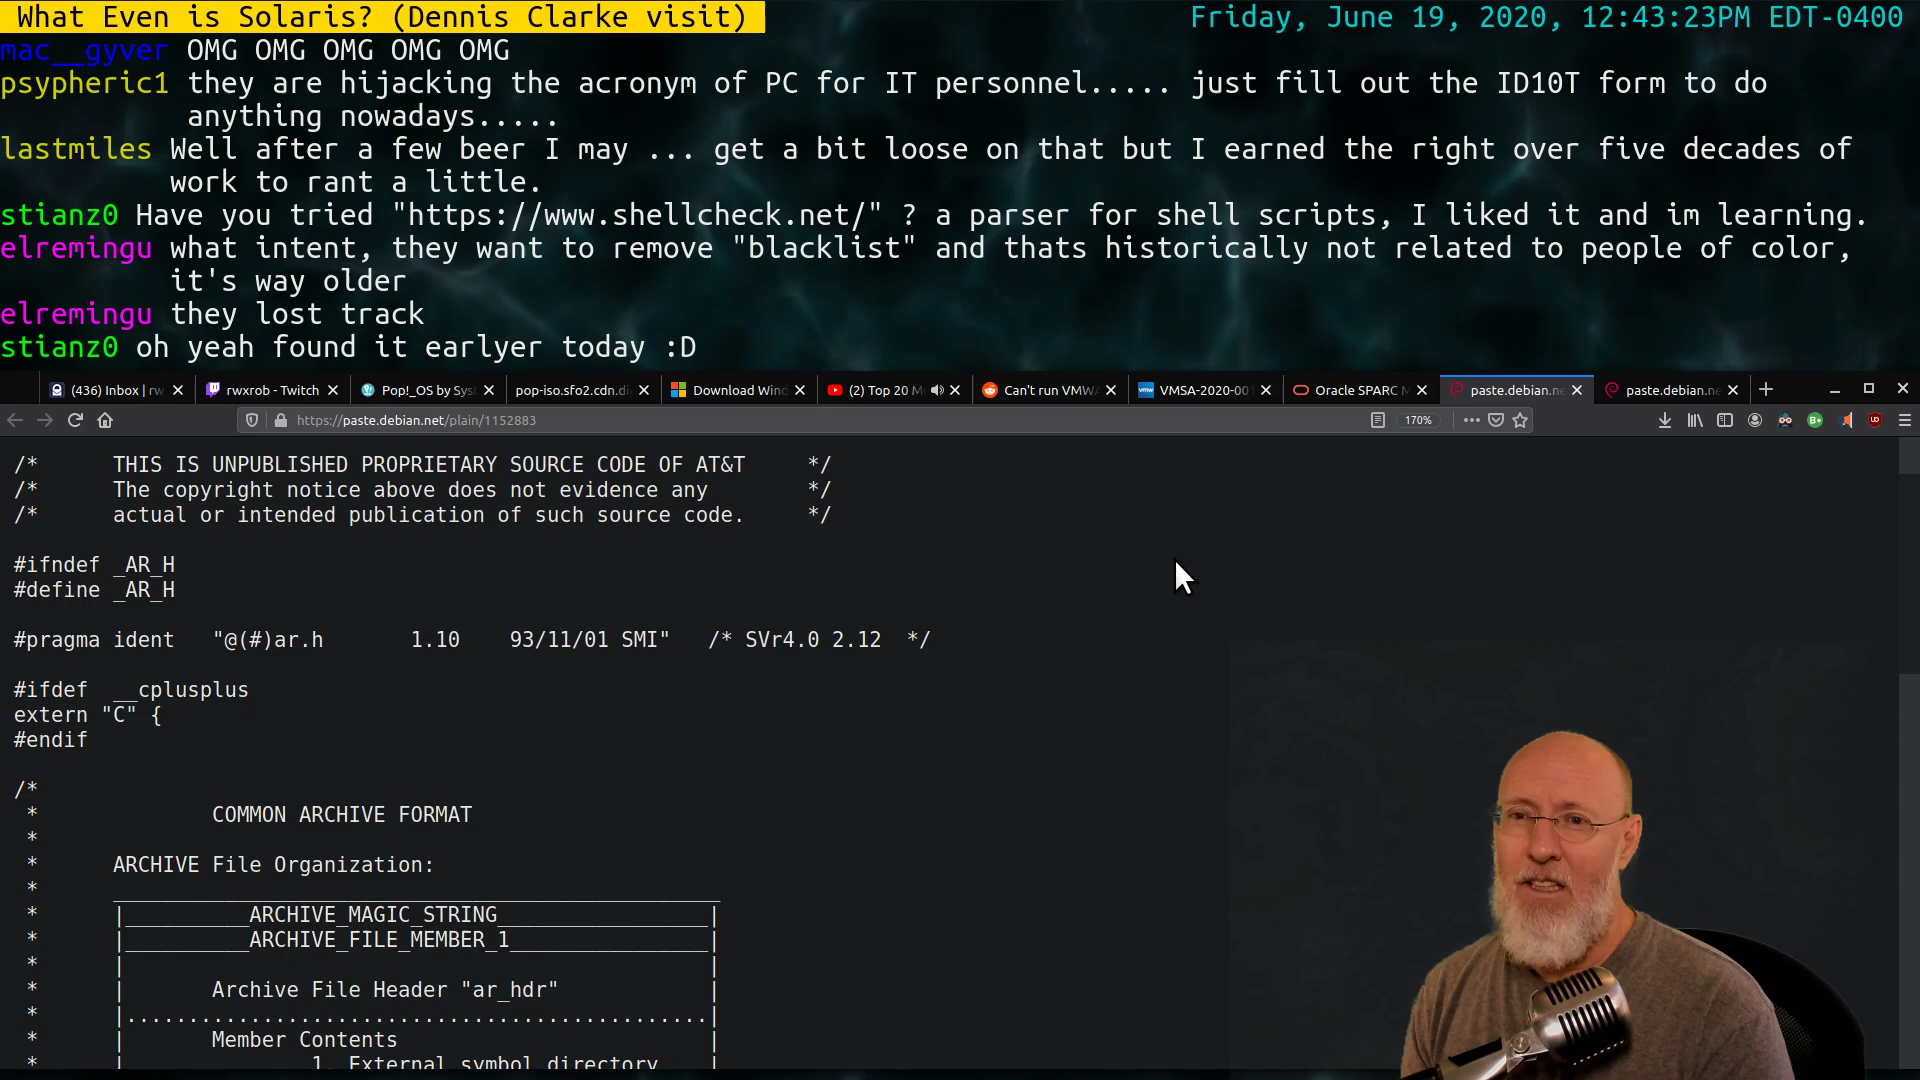 What Even is Solaris? (Dennis Clarke visit)
Friday, June 19, 2020, 12:43:23PM EDT-0400
mac__gyver OMG OMG OMG OMG OMG
psypheric1 they are hijacking the acronym of PC for IT personnel..... just fill out the ID10T form to do
anything nowadays.....
lastmiles Well after a few beer I may ... get a bit loose on that but I earned the right over five decades of
work to rant a little.
stianz0 Have you tried "https://www.shellcheck.net/" ? a parser for shell scripts, I liked it and im learning.
elremingu what intent, they want to remove "blacklist" and thats historically not related to people of color,
it's way older
elremingu they lost track
stianz0 oh yeah found it earlyer today :D
(436) Inbox | rw
rwxrob - Twitch
Pop!_OS by Sys
pop-iso.sfo2.cdn.di
Download Wind
(2) Top 20 M
Can't run VMWA
VMSA-2020-001
Oracle SPARC M
paste.debian.ne
paste.debian.ne
https://paste.debian.net/plain/1152883
170%
/*      THIS IS UNPUBLISHED PROPRIETARY SOURCE CODE OF AT&T     */
/*      The copyright notice above does not evidence any        */
/*      actual or intended publication of such source code.     */
#ifndef _AR_H
#define _AR_H
#pragma ident   "@(#)ar.h       1.10    93/11/01 SMI"   /* SVr4.0 2.12  */
#ifdef  __cplusplus
extern "C" {
#endif
/*
 *              COMMON ARCHIVE FORMAT
 *
 *      ARCHIVE File Organization:
 *      _________________________________________________
 *      |__________ARCHIVE_MAGIC_STRING_________________|
 *      |__________ARCHIVE_FILE_MEMBER_1________________|
 *      |                                               |
 *      |       Archive File Header "ar_hdr"            |
 *      |...............................................|
 *      |       Member Contents                         |
 *      |               1. External symbol directory    |